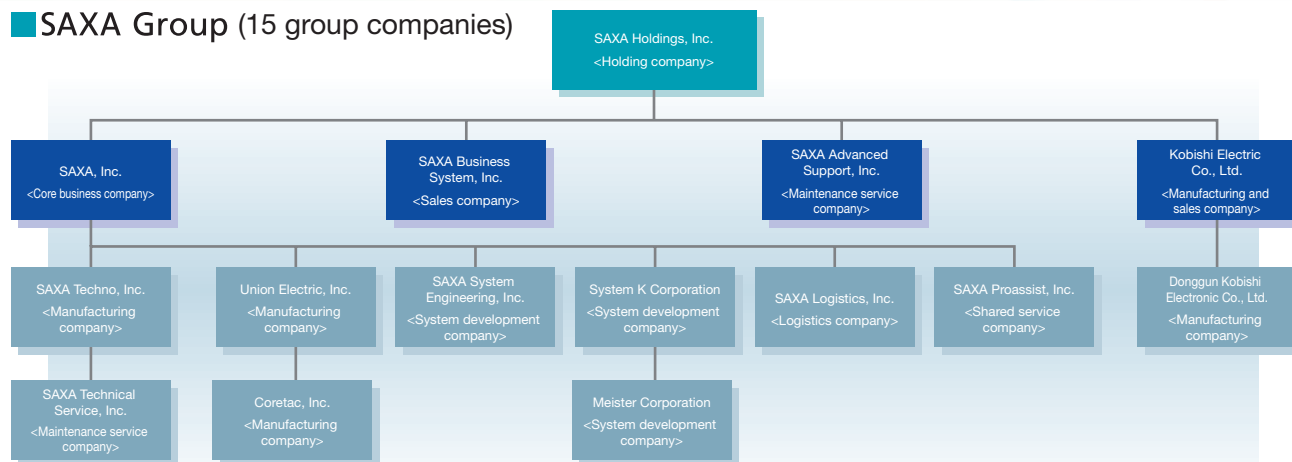 SAXA Group (15 group companies)
SAXA Holdings, Inc.
<Holding company>
SAXA, Inc.
<Core business company>
SAXA Business
System, Inc.
<Sales company>
SAXA Advanced
Support, Inc.
<Maintenance service
company>
Kobishi Electric
Co., Ltd.
<Manufacturing and
sales company>
SAXA Techno, Inc.
<Manufacturing
company>
Union Electric, Inc.
<Manufacturing
company>
SAXA System
Engineering, Inc.
<System development
company>
System K Corporation
<System development
company>
SAXA Logistics, Inc.
<Logistics company>
SAXA Proassist, Inc.
<Shared service
company>
Donggun Kobishi
Electronic Co., Ltd.
<Manufacturing
company>
SAXA Technical
Service, Inc.
<Maintenance service
company>
Coretac, Inc.
<Manufacturing
company>
Meister Corporation
<System development
company>